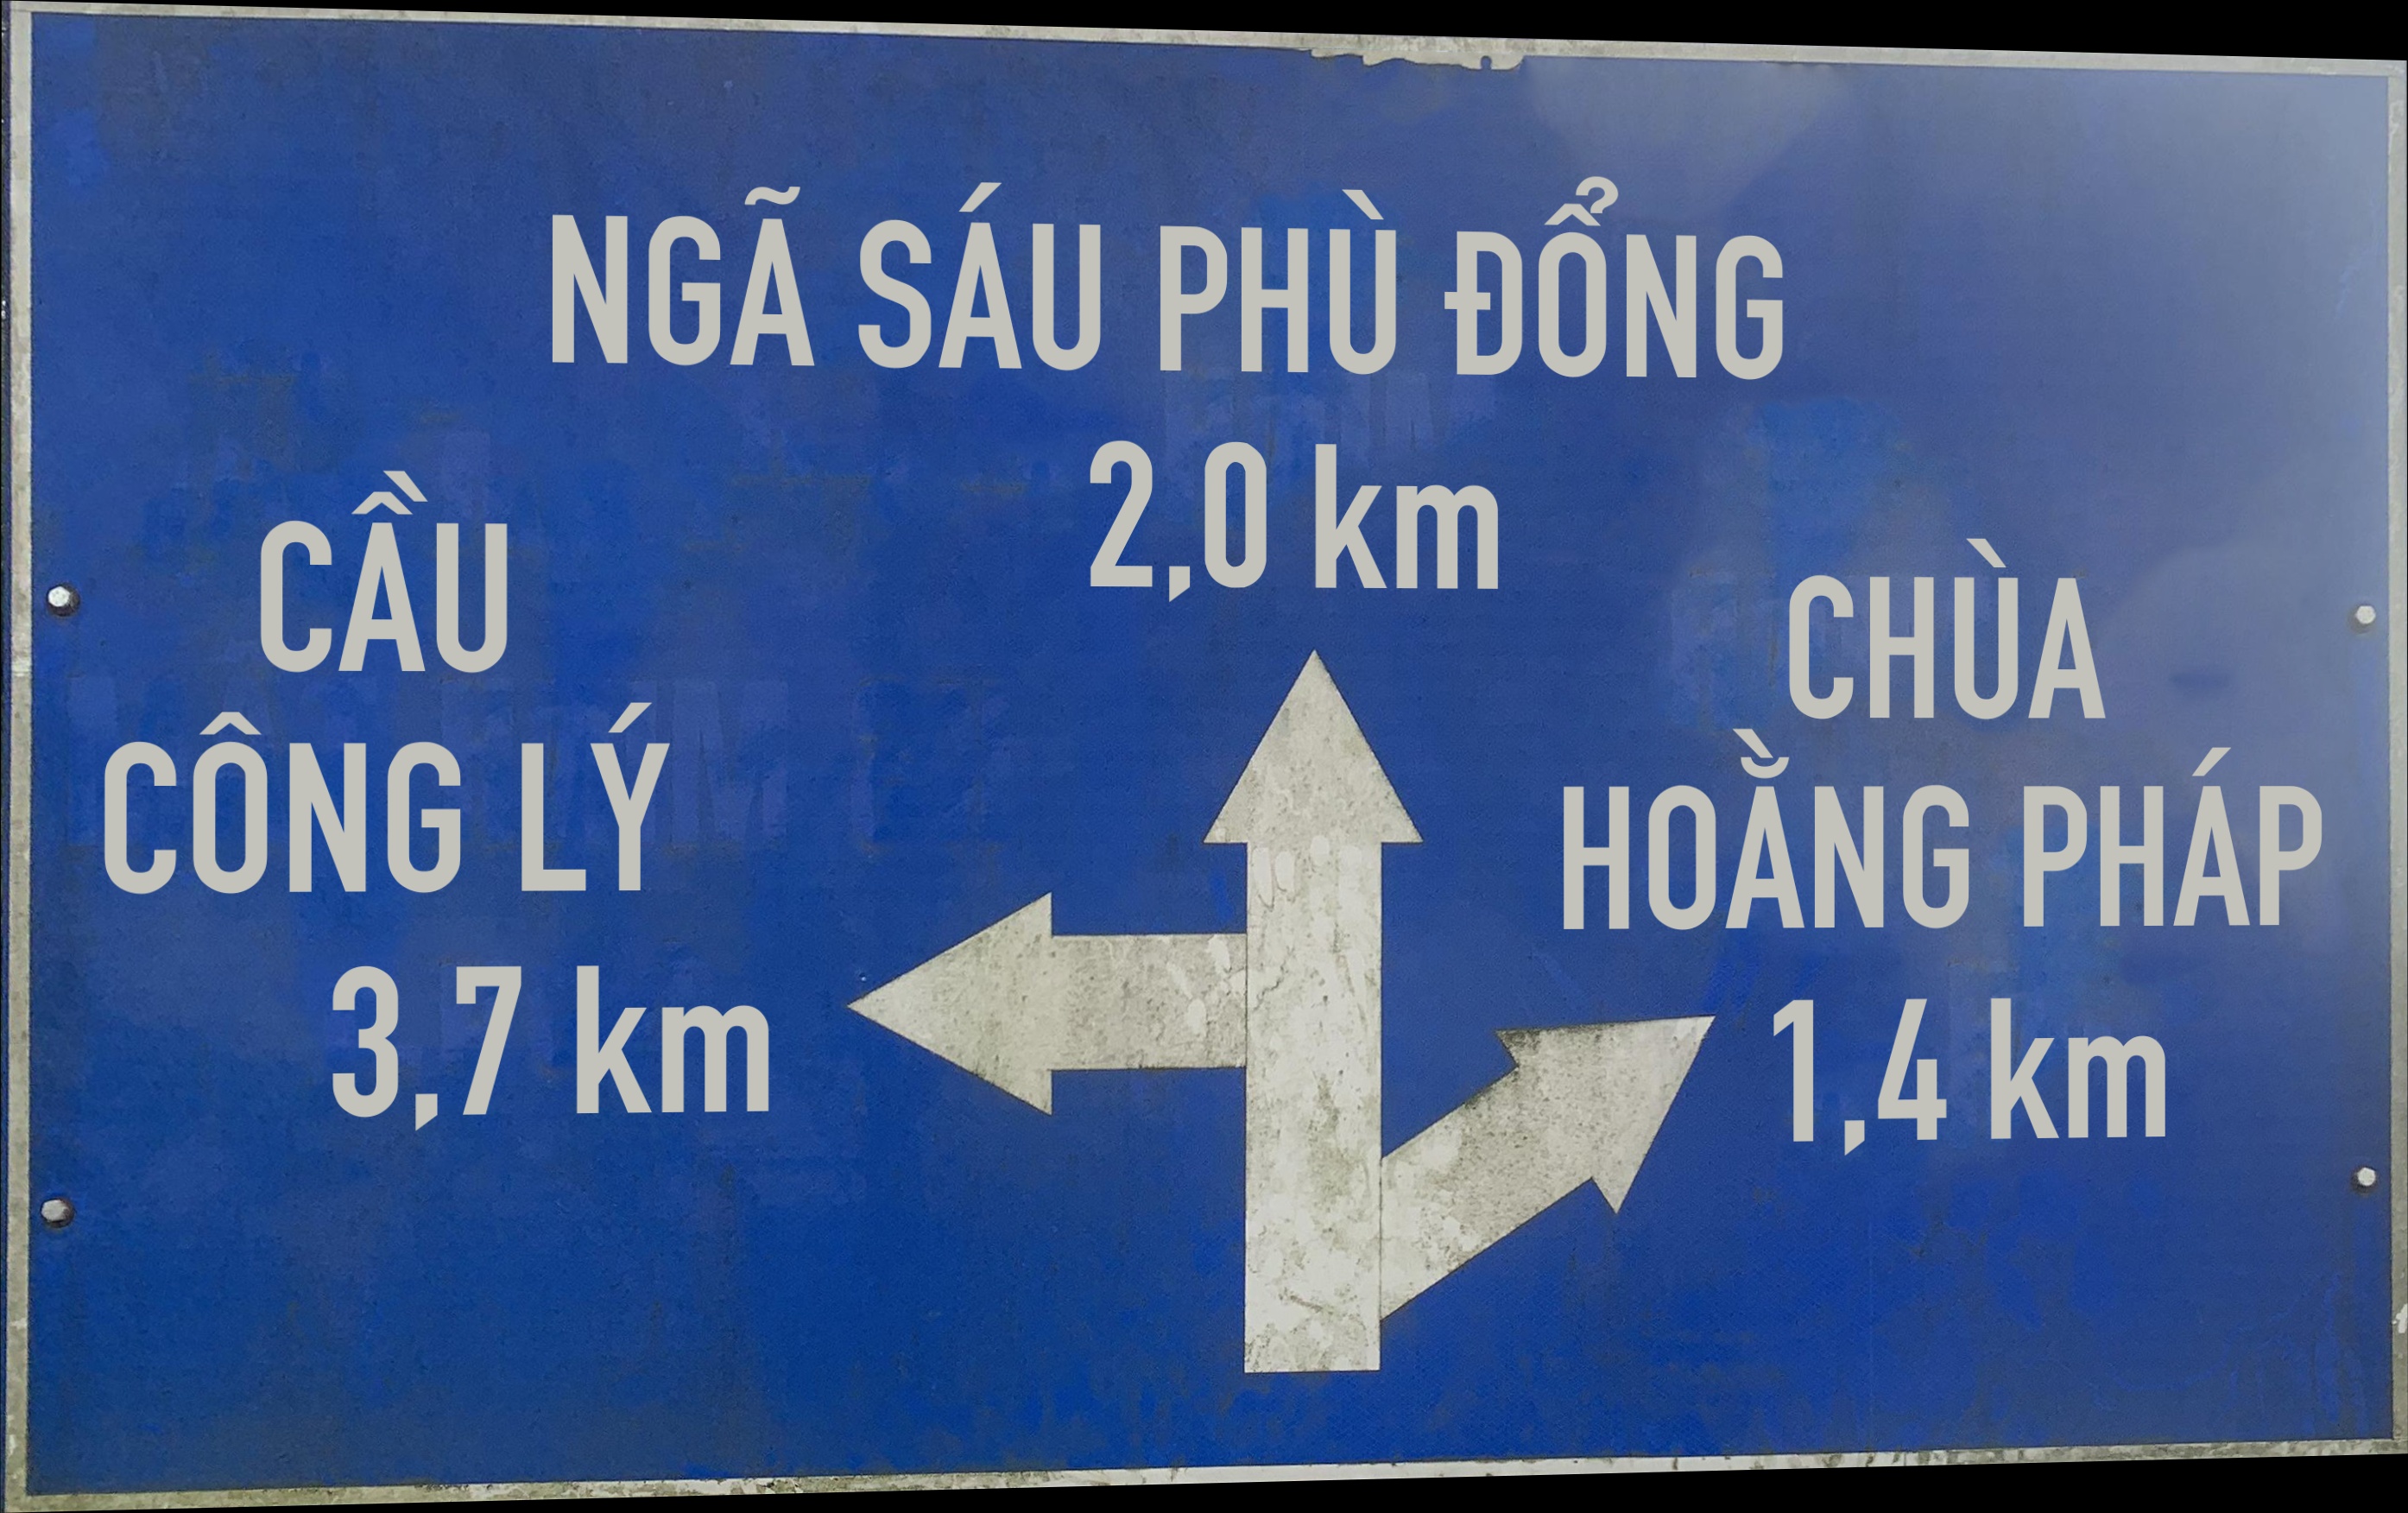 NGÃ SÁU PHÙ ĐỔNG
2,0 km
CẦU
CÔNG LÝ
3,7 km
CHÙA
HOẰNG PHÁP
1,4 km